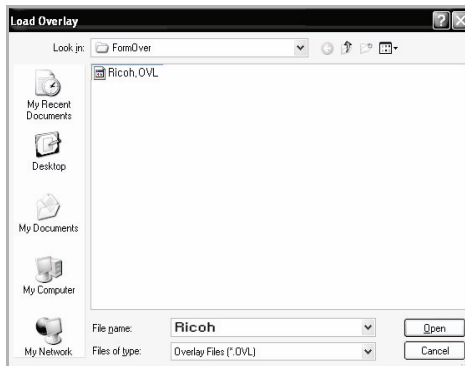 Load Overlay
Look in: FormOver
Ricoh,OVL
My Recent
Documents
Desktop
My Documents
My Computer
My Network
File name: Ricoh
Open
Files of type: Overlay Files (*.OVL)
Cancel